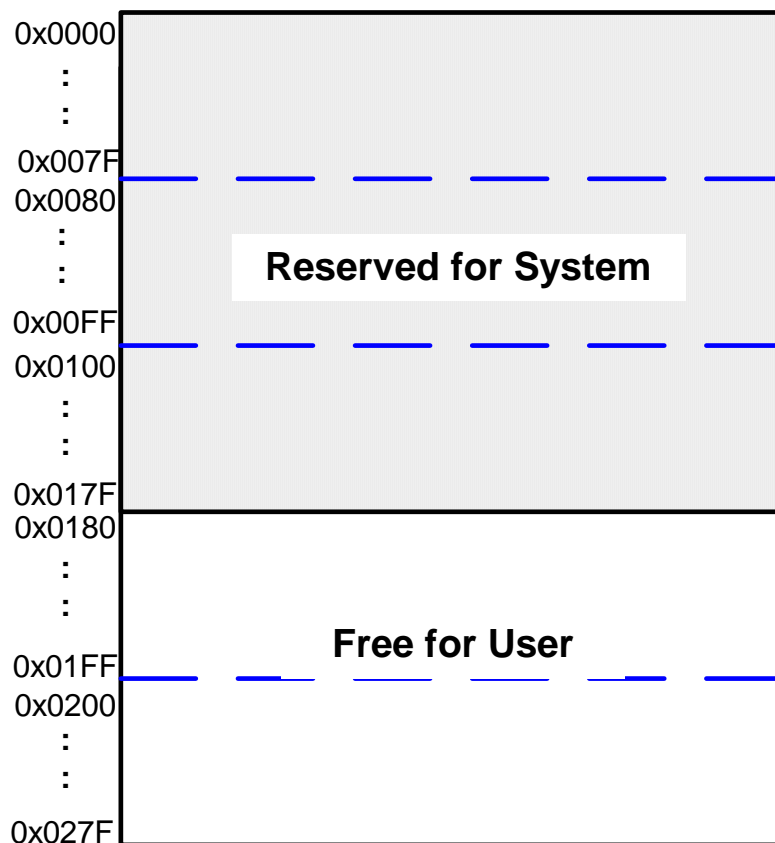 0x0000
:
:
0x007F
0x0080
:
:
Reserved for System
0x00FF
0x0100
:
:
0x017F
0x0180
:
:
Free for User
0x01FF
0x0200
:
:
0x027F